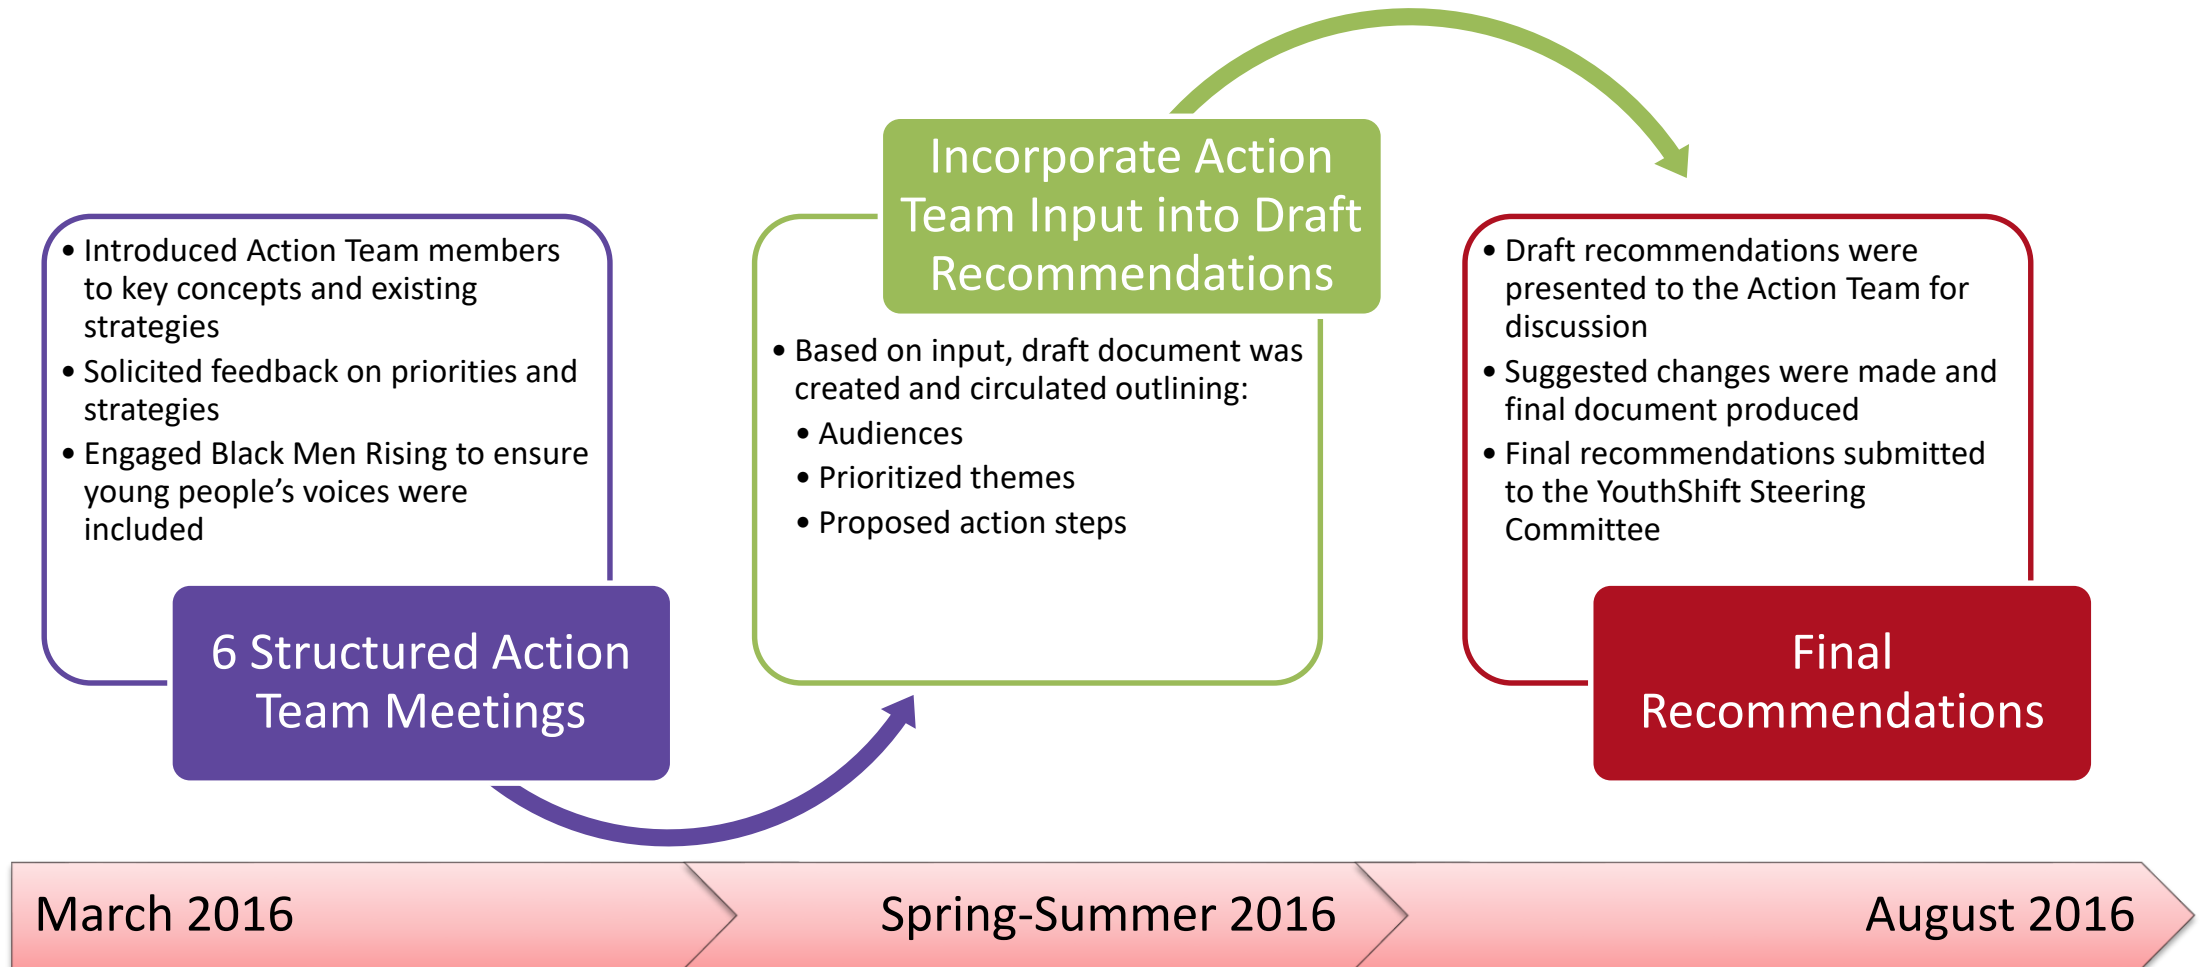 • Introduced Action Team members
to key concepts and existing
strategies
• Solicited feedback on priorities and
strategies
• Engaged Black Men Rising to ensure
young people’s voices were
included
6 Structured Action
Team Meetings
Incorporate Action
Team Input into Draft
Recommendations
• Based on input, draft document was
created and circulated outlining:
• Audiences
• Prioritized themes
• Proposed action steps
• Draft recommendations were
presented to the Action Team for
discussion
• Suggested changes were made and
final document produced
• Final recommendations submitted
to the YouthShift Steering
Committee
Final
Recommendations
March 2016
Spring-Summer 2016
August 2016